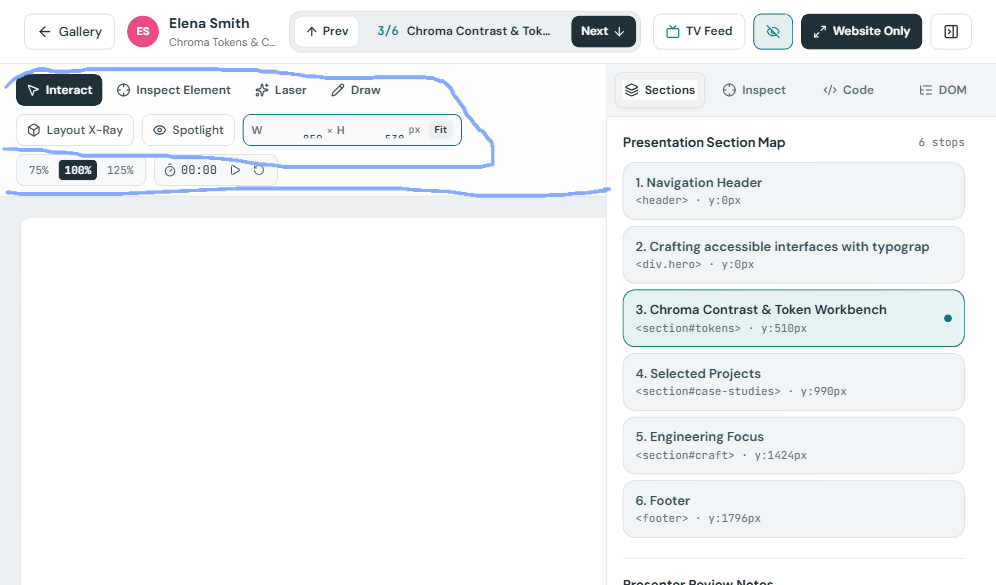 Gallery
ES
Elena Smith
Chroma Tokens & C...
Prev
3/6 Chroma Contrast & Tok...
Next
TV Feed
Website Only
Interact
Inspect Element
Laser
Draw
Layout X-Ray
Spotlight
W × H px Fit
75% 100% 125%
00:00
Sections
Inspect
Code
DOM
Presentation Section Map
6 stops
1. Navigation Header
<header> · y:0px
2. Crafting accessible interfaces with typograp
<div.hero> · y:0px
3. Chroma Contrast & Token Workbench
<section#tokens> · y:510px
4. Selected Projects
<section#case-studies> · y:990px
5. Engineering Focus
<section#craft> · y:1424px
6. Footer
<footer> · y:1796px
Presenter Review Notes